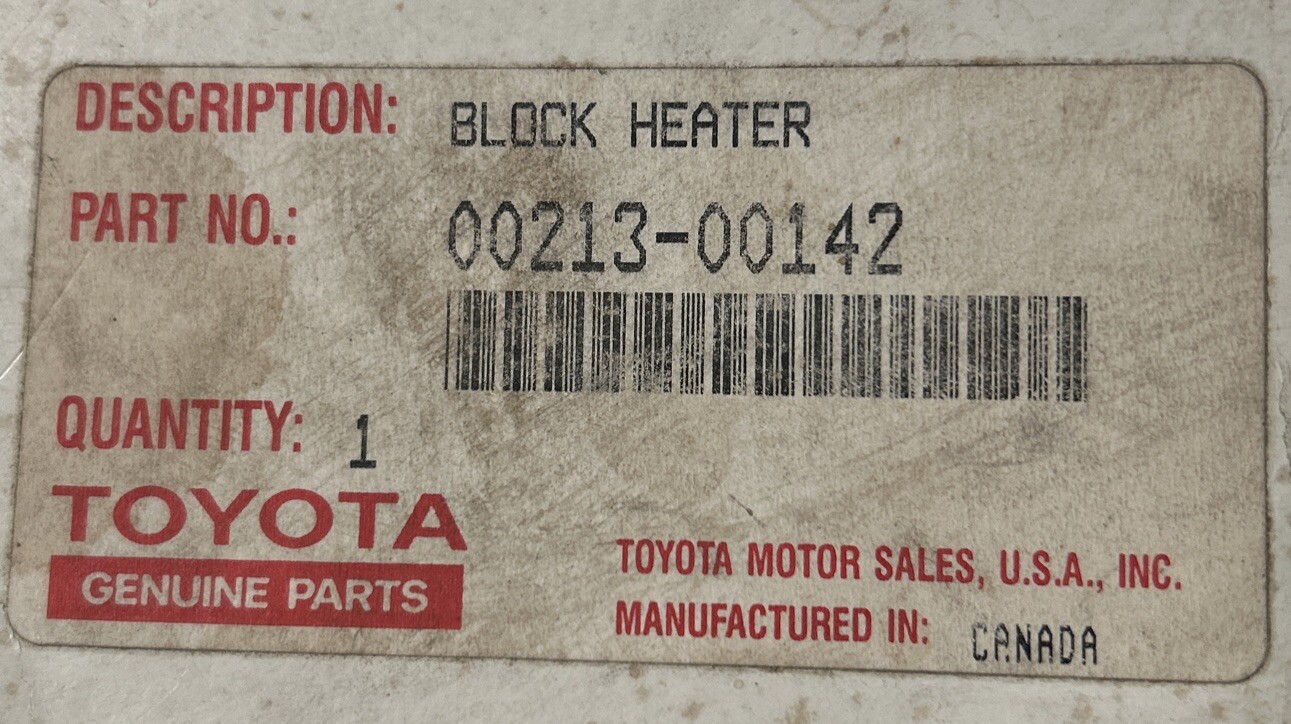 DESCRIPTION: BLOCK HEATER
PART NO.: 00213-00142
QUANTITY: 1
TOYOTA
GENUINE PARTS
TOYOTA MOTOR SALES, U.S.A., INC.
MANUFACTURED IN: CANADA